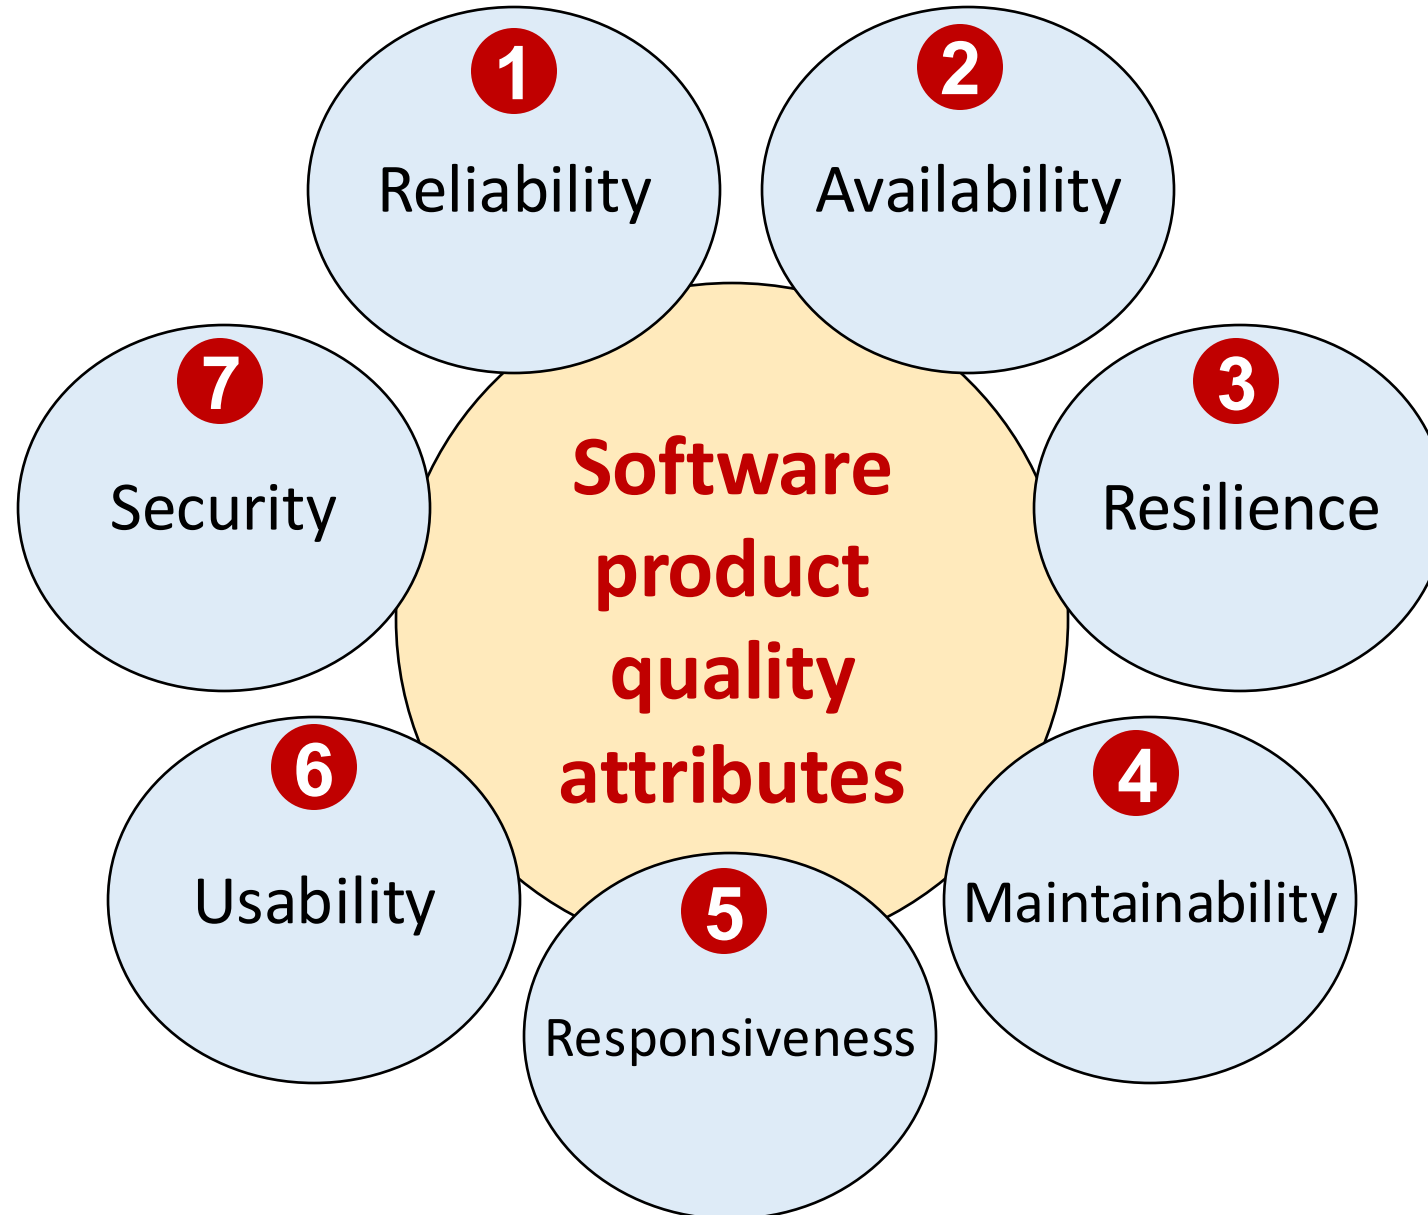 1
Reliability
2
Availability
3
Resilience
4
Maintainability
5
Responsiveness
6
Usability
7
Security
Software
product
quality
attributes